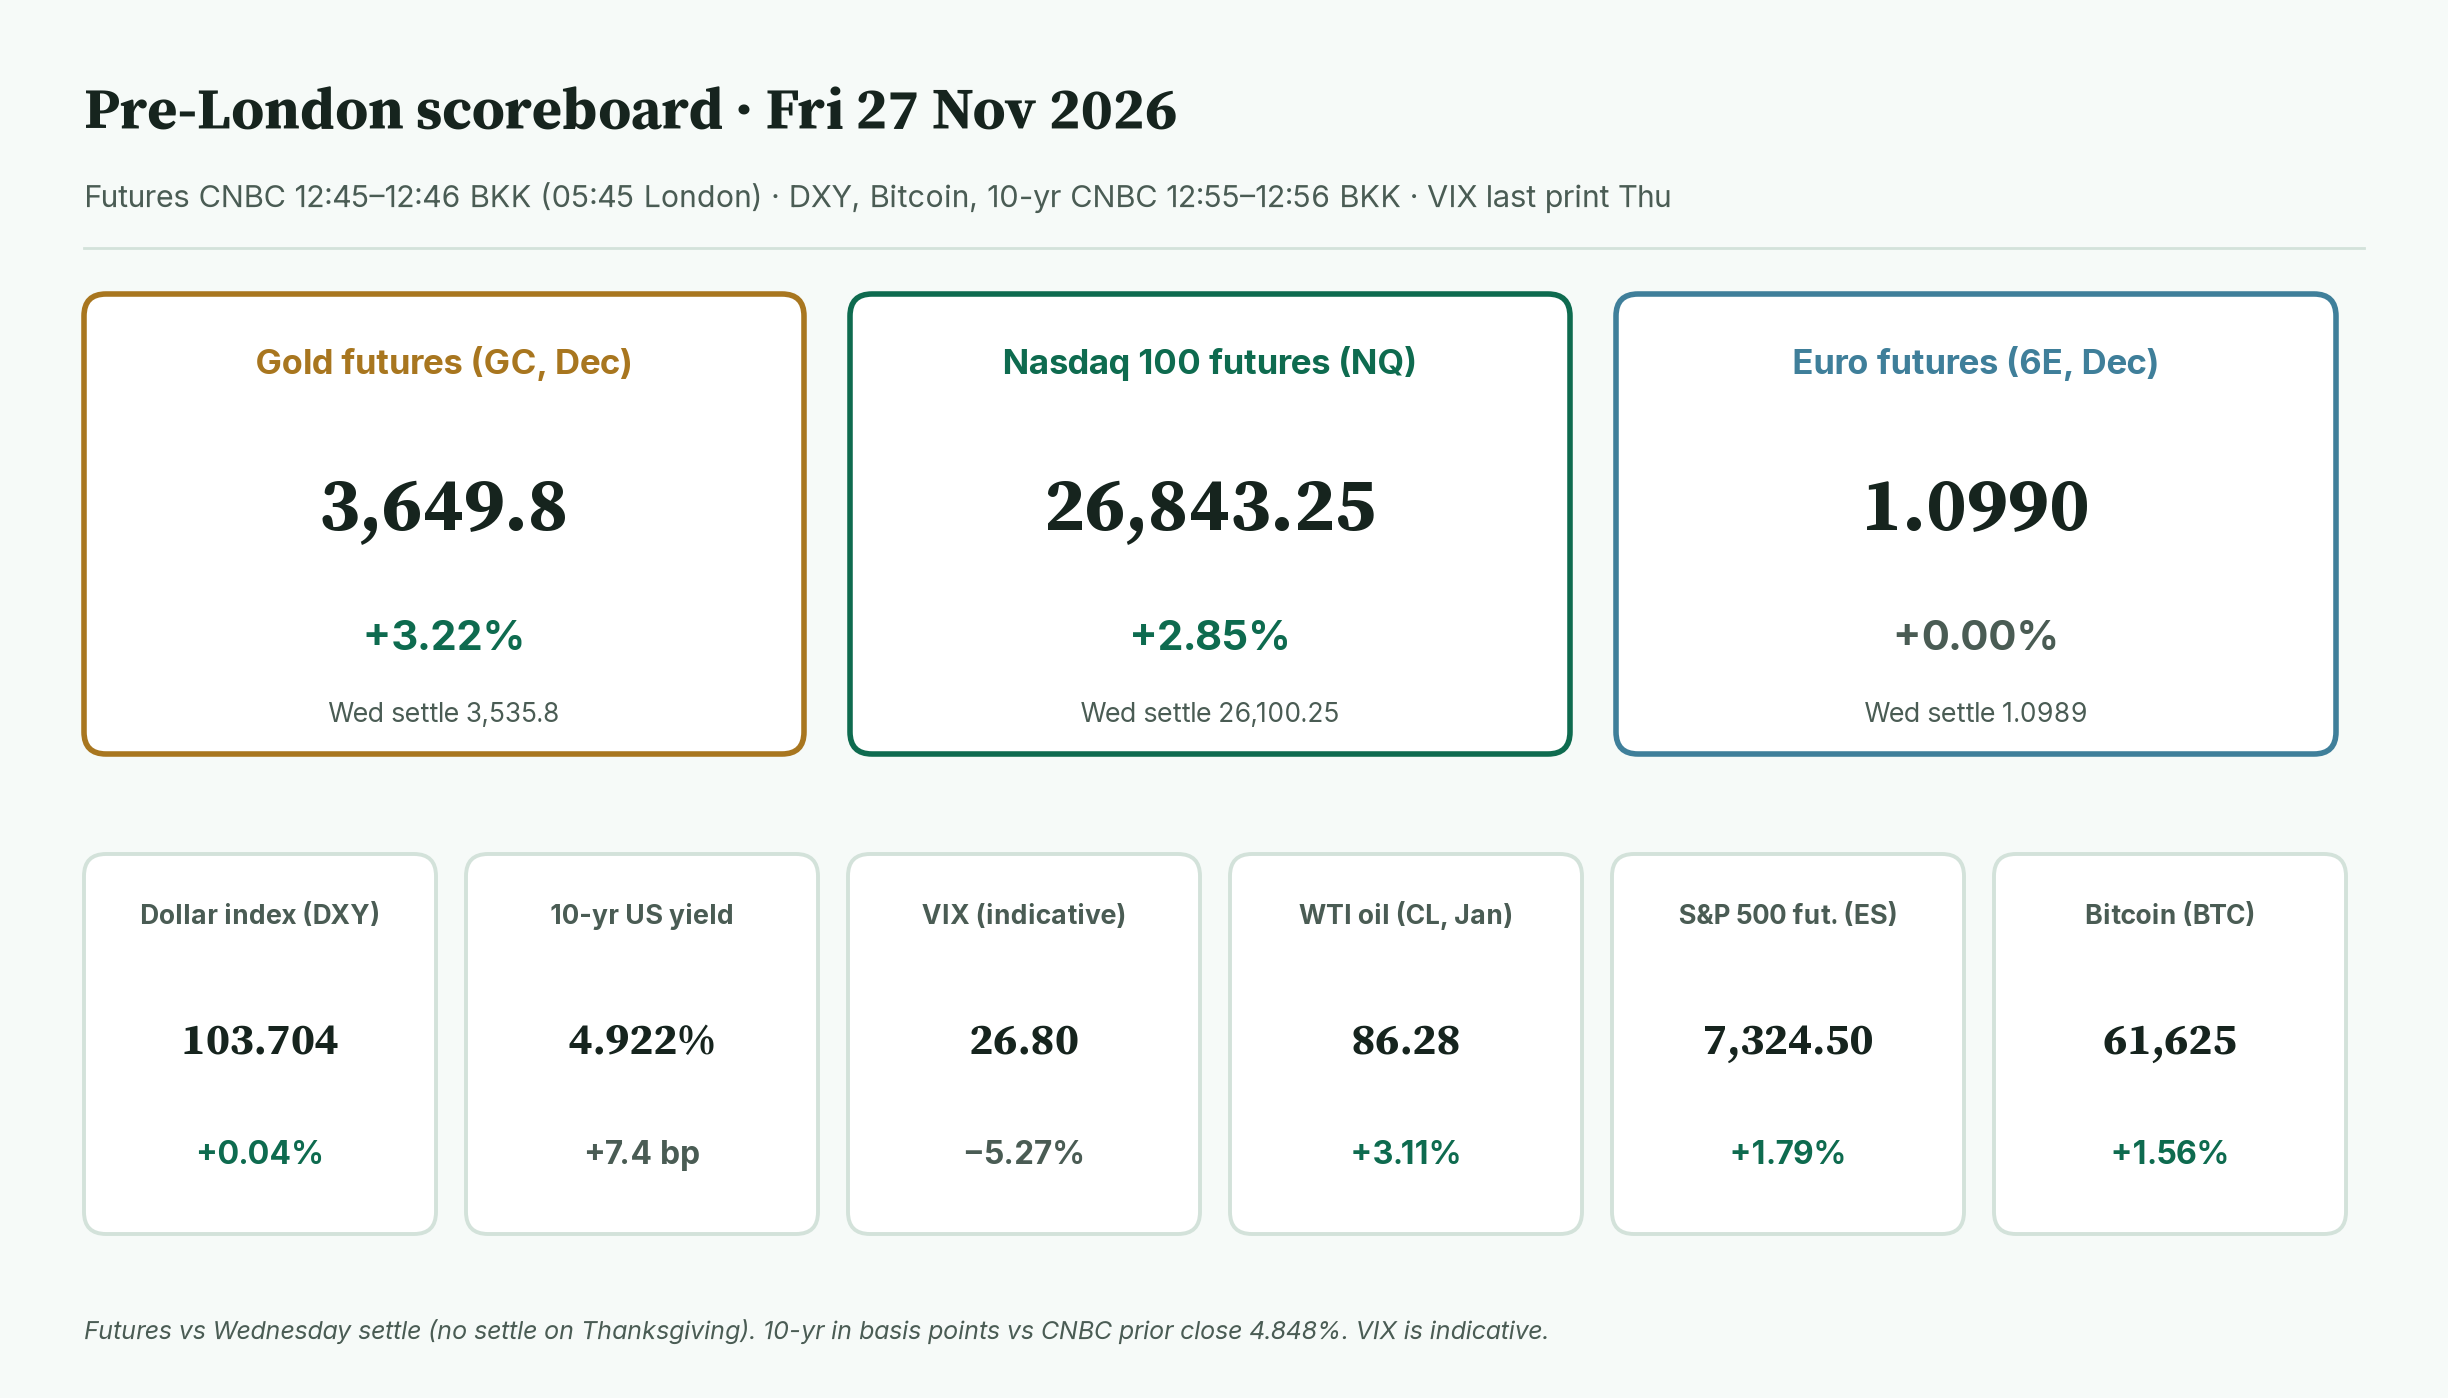 Pre-London scoreboard · Fri 27 Nov 2026
Futures CNBC 12:45–12:46 BKK (05:45 London) · DXY, Bitcoin, 10-yr CNBC 12:55–12:56 BKK · VIX last print Thu
Gold futures (GC, Dec)
3,649.8
+3.22%
Wed settle 3,535.8
Nasdaq 100 futures (NQ)
26,843.25
+2.85%
Wed settle 26,100.25
Euro futures (6E, Dec)
1.0990
+0.00%
Wed settle 1.0989
Dollar index (DXY)
103.704
+0.04%
10-yr US yield
4.922%
+7.4 bp
VIX (indicative)
26.80
−5.27%
WTI oil (CL, Jan)
86.28
+3.11%
S&P 500 fut. (ES)
7,324.50
+1.79%
Bitcoin (BTC)
61,625
+1.56%
Futures vs Wednesday settle (no settle on Thanksgiving). 10-yr in basis points vs CNBC prior close 4.848%. VIX is indicative.